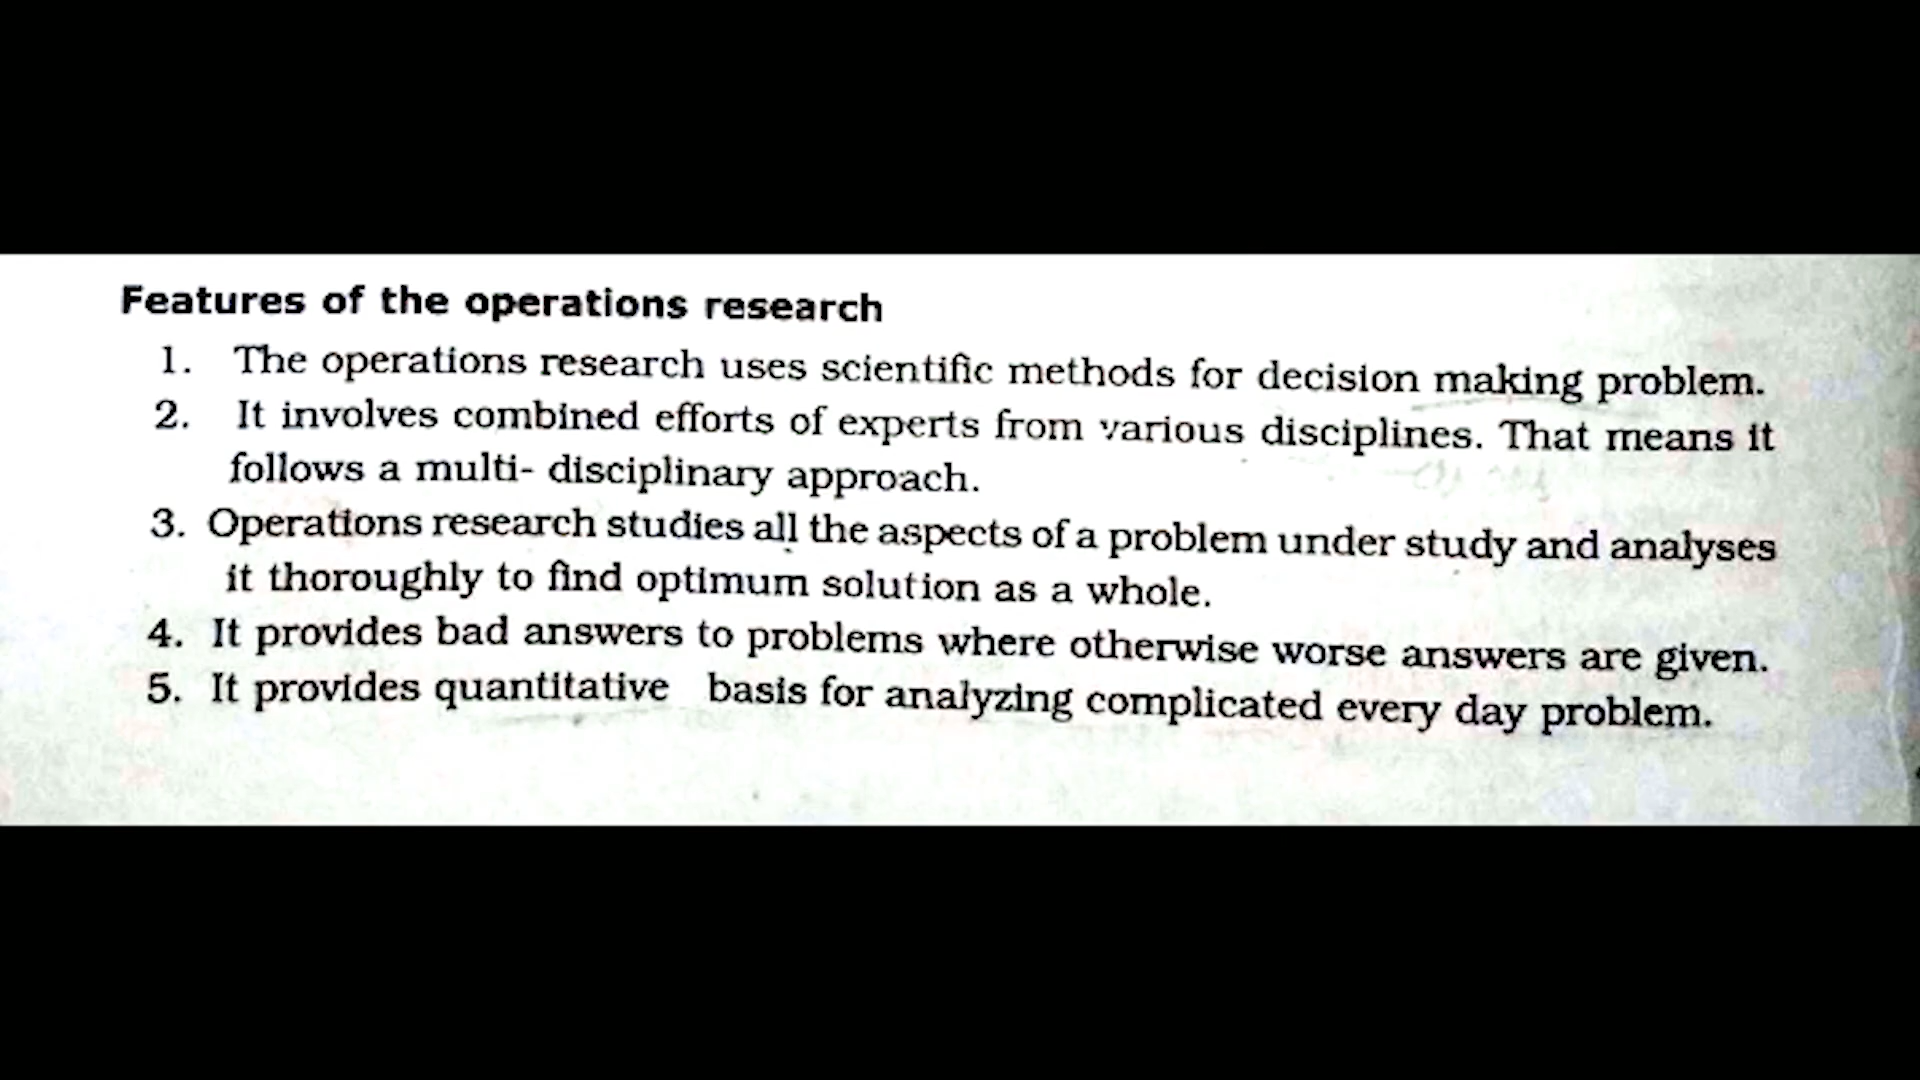 Features of the operations research
1. The operations research uses scientific methods for decision making problem.
2. It involves combined efforts of experts from various disciplines. That means it
follows a multi- disciplinary approach.
3. Operations research studies all the aspects of a problem under study and analyses
it thoroughly to find optimum solution as a whole.
4. It provides bad answers to problems where otherwise worse answers are given.
5. It provides quantitative basis for analyzing complicated every day problem.